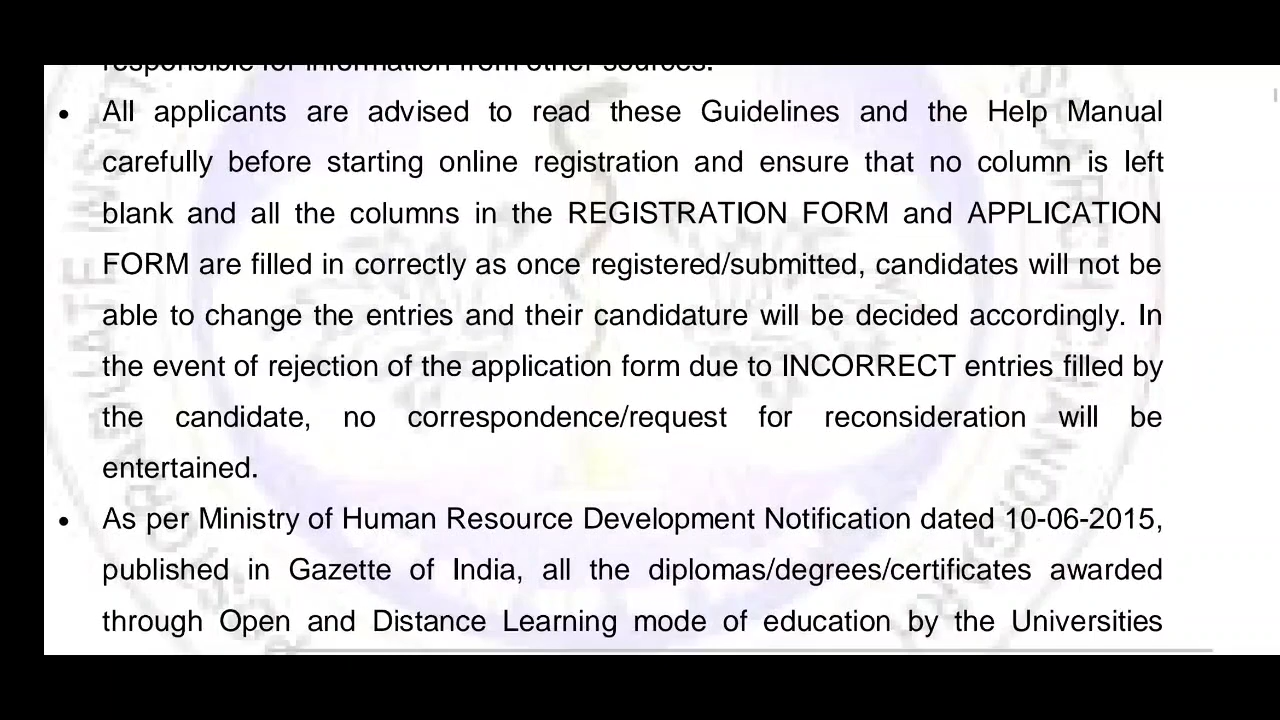 responsible for information from other sources.
• All applicants are advised to read these Guidelines and the Help Manual
carefully before starting online registration and ensure that no column is left
blank and all the columns in the REGISTRATION FORM and APPLICATION
FORM are filled in correctly as once registered/submitted, candidates will not be
able to change the entries and their candidature will be decided accordingly. In
the event of rejection of the application form due to INCORRECT entries filled by
the candidate, no correspondence/request for reconsideration will be
entertained.
• As per Ministry of Human Resource Development Notification dated 10-06-2015,
published in Gazette of India, all the diplomas/degrees/certificates awarded
through Open and Distance Learning mode of education by the Universities